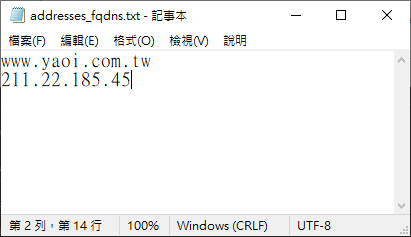 addresses_fqdns.txt - 記事本
檔案(F) 編輯(E) 格式(O) 檢視(V) 說明
www.yaoi.com.tw
211.22.185.45
第 2 列，第 14 行 100% Windows (CRLF) UTF-8